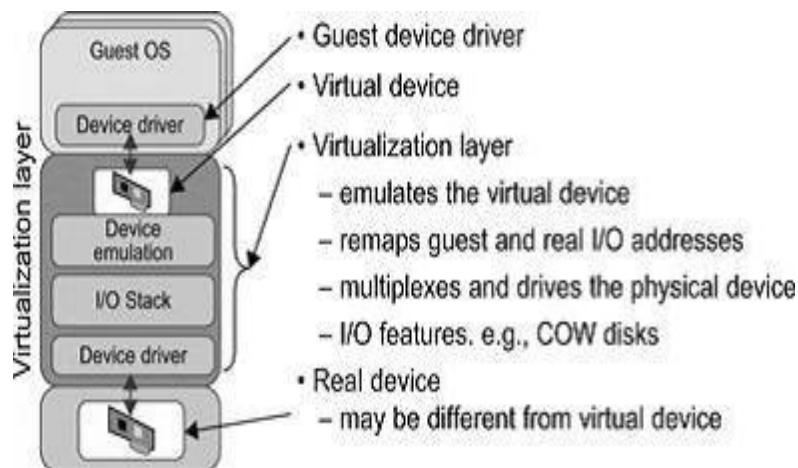 Guest OS
Device driver
Virtualization layer
Device
emulation
I/O Stack
Device driver
• Guest device driver
• Virtual device
• Virtualization layer
– emulates the virtual device
– remaps guest and real I/O addresses
– multiplexes and drives the physical device
– I/O features. e.g., COW disks
• Real device
– may be different from virtual device